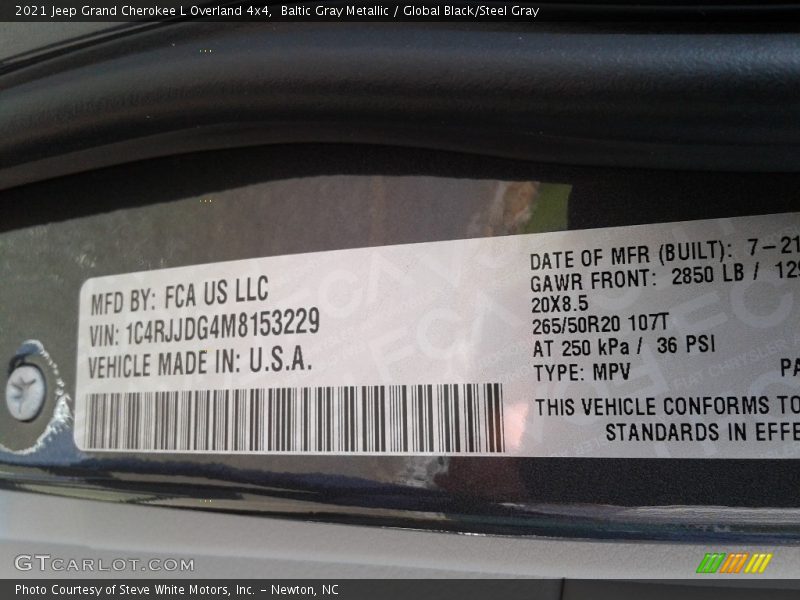 2021 Jeep Grand Cherokee L Overland 4x4, Baltic Gray Metallic / Global Black/Steel Gray
MFD BY: FCA US LLC
VIN: 1C4RJJDG4M8153229
VEHICLE MADE IN: U.S.A.
DATE OF MFR (BUILT): 7-21
GAWR FRONT: 2850 LB / 129
20X8.5
265/50R20 107T
AT 250 kPa / 36 PSI
TYPE: MPV PA
THIS VEHICLE CONFORMS TO
STANDARDS IN EFFE
GTCARLOT.COM
Photo Courtesy of Steve White Motors, Inc. – Newton, NC